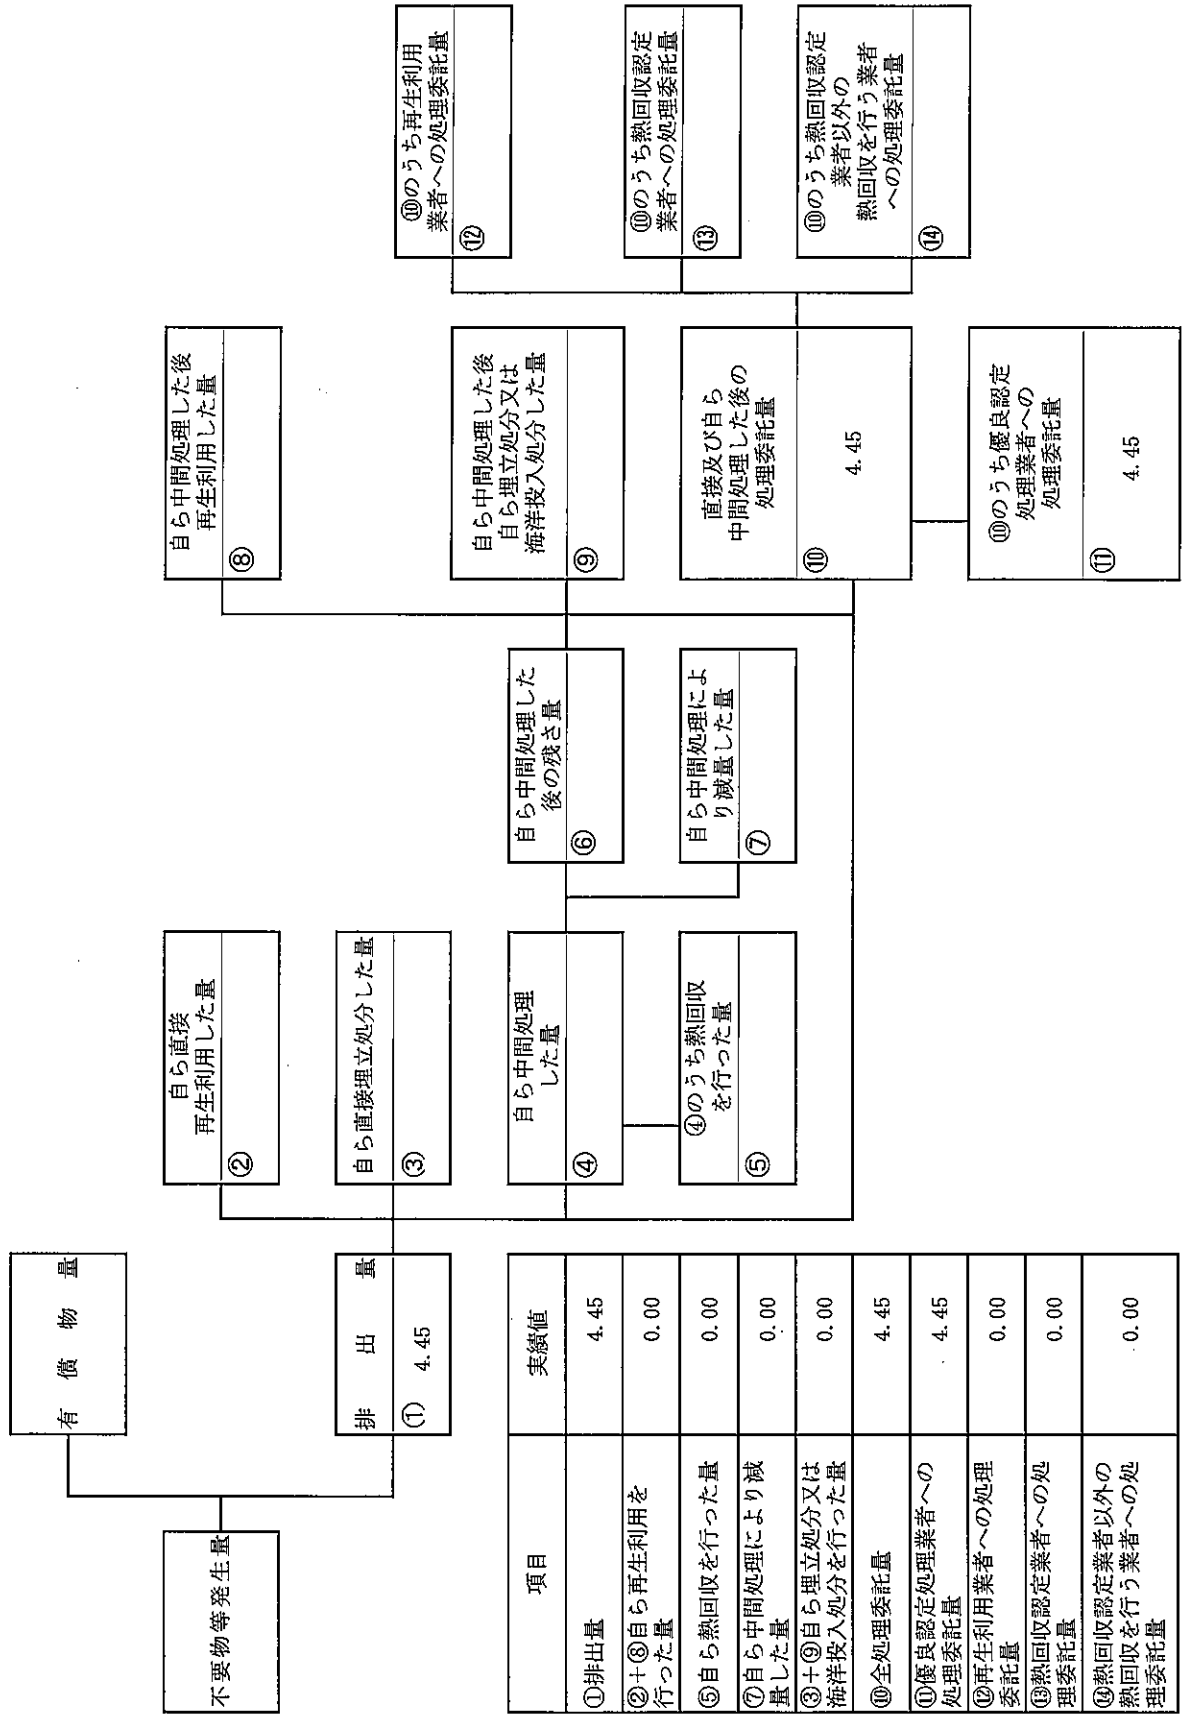 不要物等発生量
有　償　物　量
排　出　量
① 4.45
自ら直接
再生利用した量
②
自ら直接埋立処分した量
③
自ら中間処理
した量
④
④のうち熱回収
を行った量
⑤
自ら中間処理した
後の残さ量
⑥
自ら中間処理によ
り減量した量
⑦
自ら中間処理した後
再生利用した量
⑧
自ら中間処理した後
自ら埋立処分又は
海洋投入処分した量
⑨
直接及び自ら
中間処理した後の
処理委託量
⑩
4.45
⑩のうち優良認定
処理業者への
処理委託量
⑪
4.45
⑩のうち再生利用
業者への処理委託量
⑫
⑩のうち熱回収認定
業者への処理委託量
⑬
⑩のうち熱回収認定
業者以外の
熱回収を行う業者
への処理委託量
⑭
項目 実績値
①排出量 4.45
②＋⑧自ら再生利用を
行った量 0.00
⑤自ら熱回収を行った量 0.00
⑦自ら中間処理により減
量した量 0.00
③＋⑨自ら埋立処分又は
海洋投入処分を行った量 0.00
⑩全処理委託量 4.45
⑪優良認定処理業者への
処理委託量 4.45
⑫再生利用業者への処理
委託量 0.00
⑬熱回収認定業者への処
理委託量 0.00
⑭熱回収認定業者以外の
熱回収を行う業者への処
理委託量 0.00